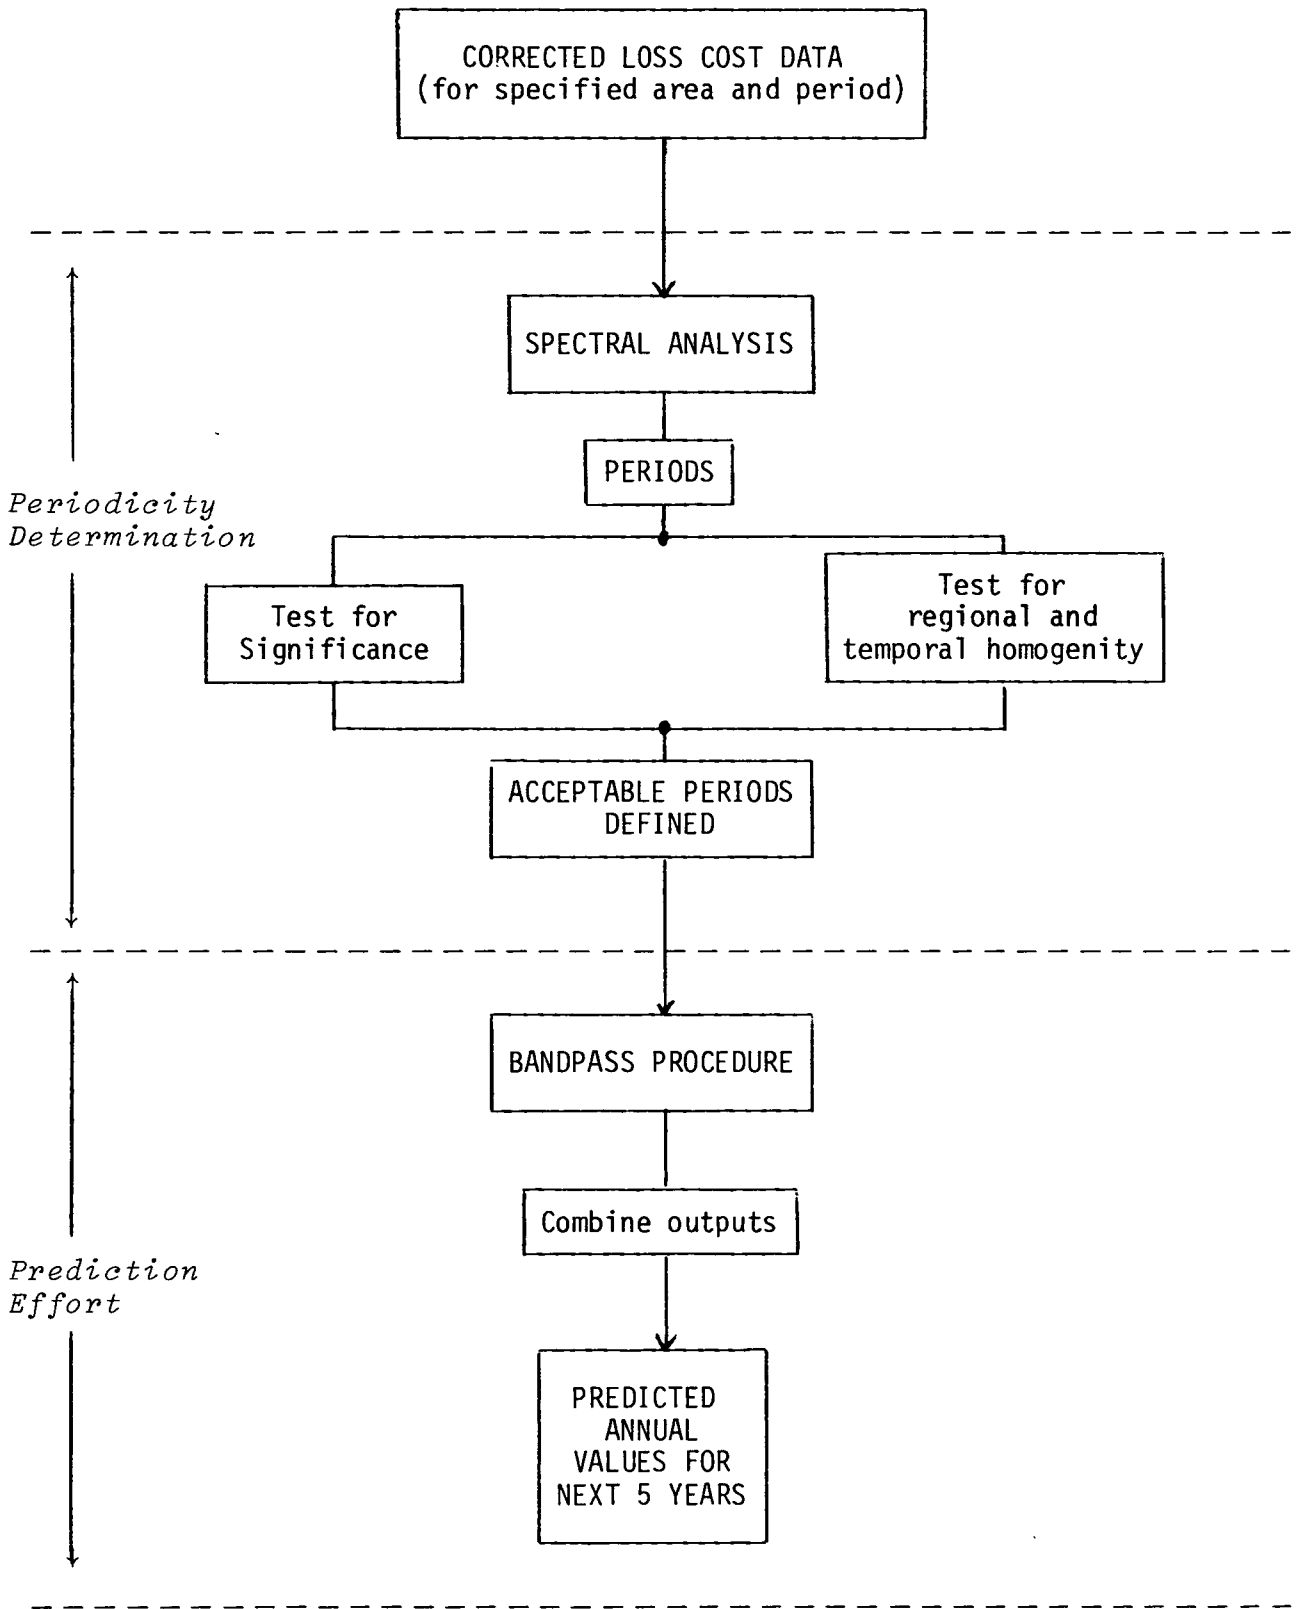 CORRECTED LOSS COST DATA
(for specified area and period)
SPECTRAL ANALYSIS
PERIODS
Periodicity
Determination
Test for
Significance
Test for
regional and
temporal homogenity
ACCEPTABLE PERIODS
DEFINED
BANDPASS PROCEDURE
Combine outputs
Prediction
Effort
PREDICTED
ANNUAL
VALUES FOR
NEXT 5 YEARS